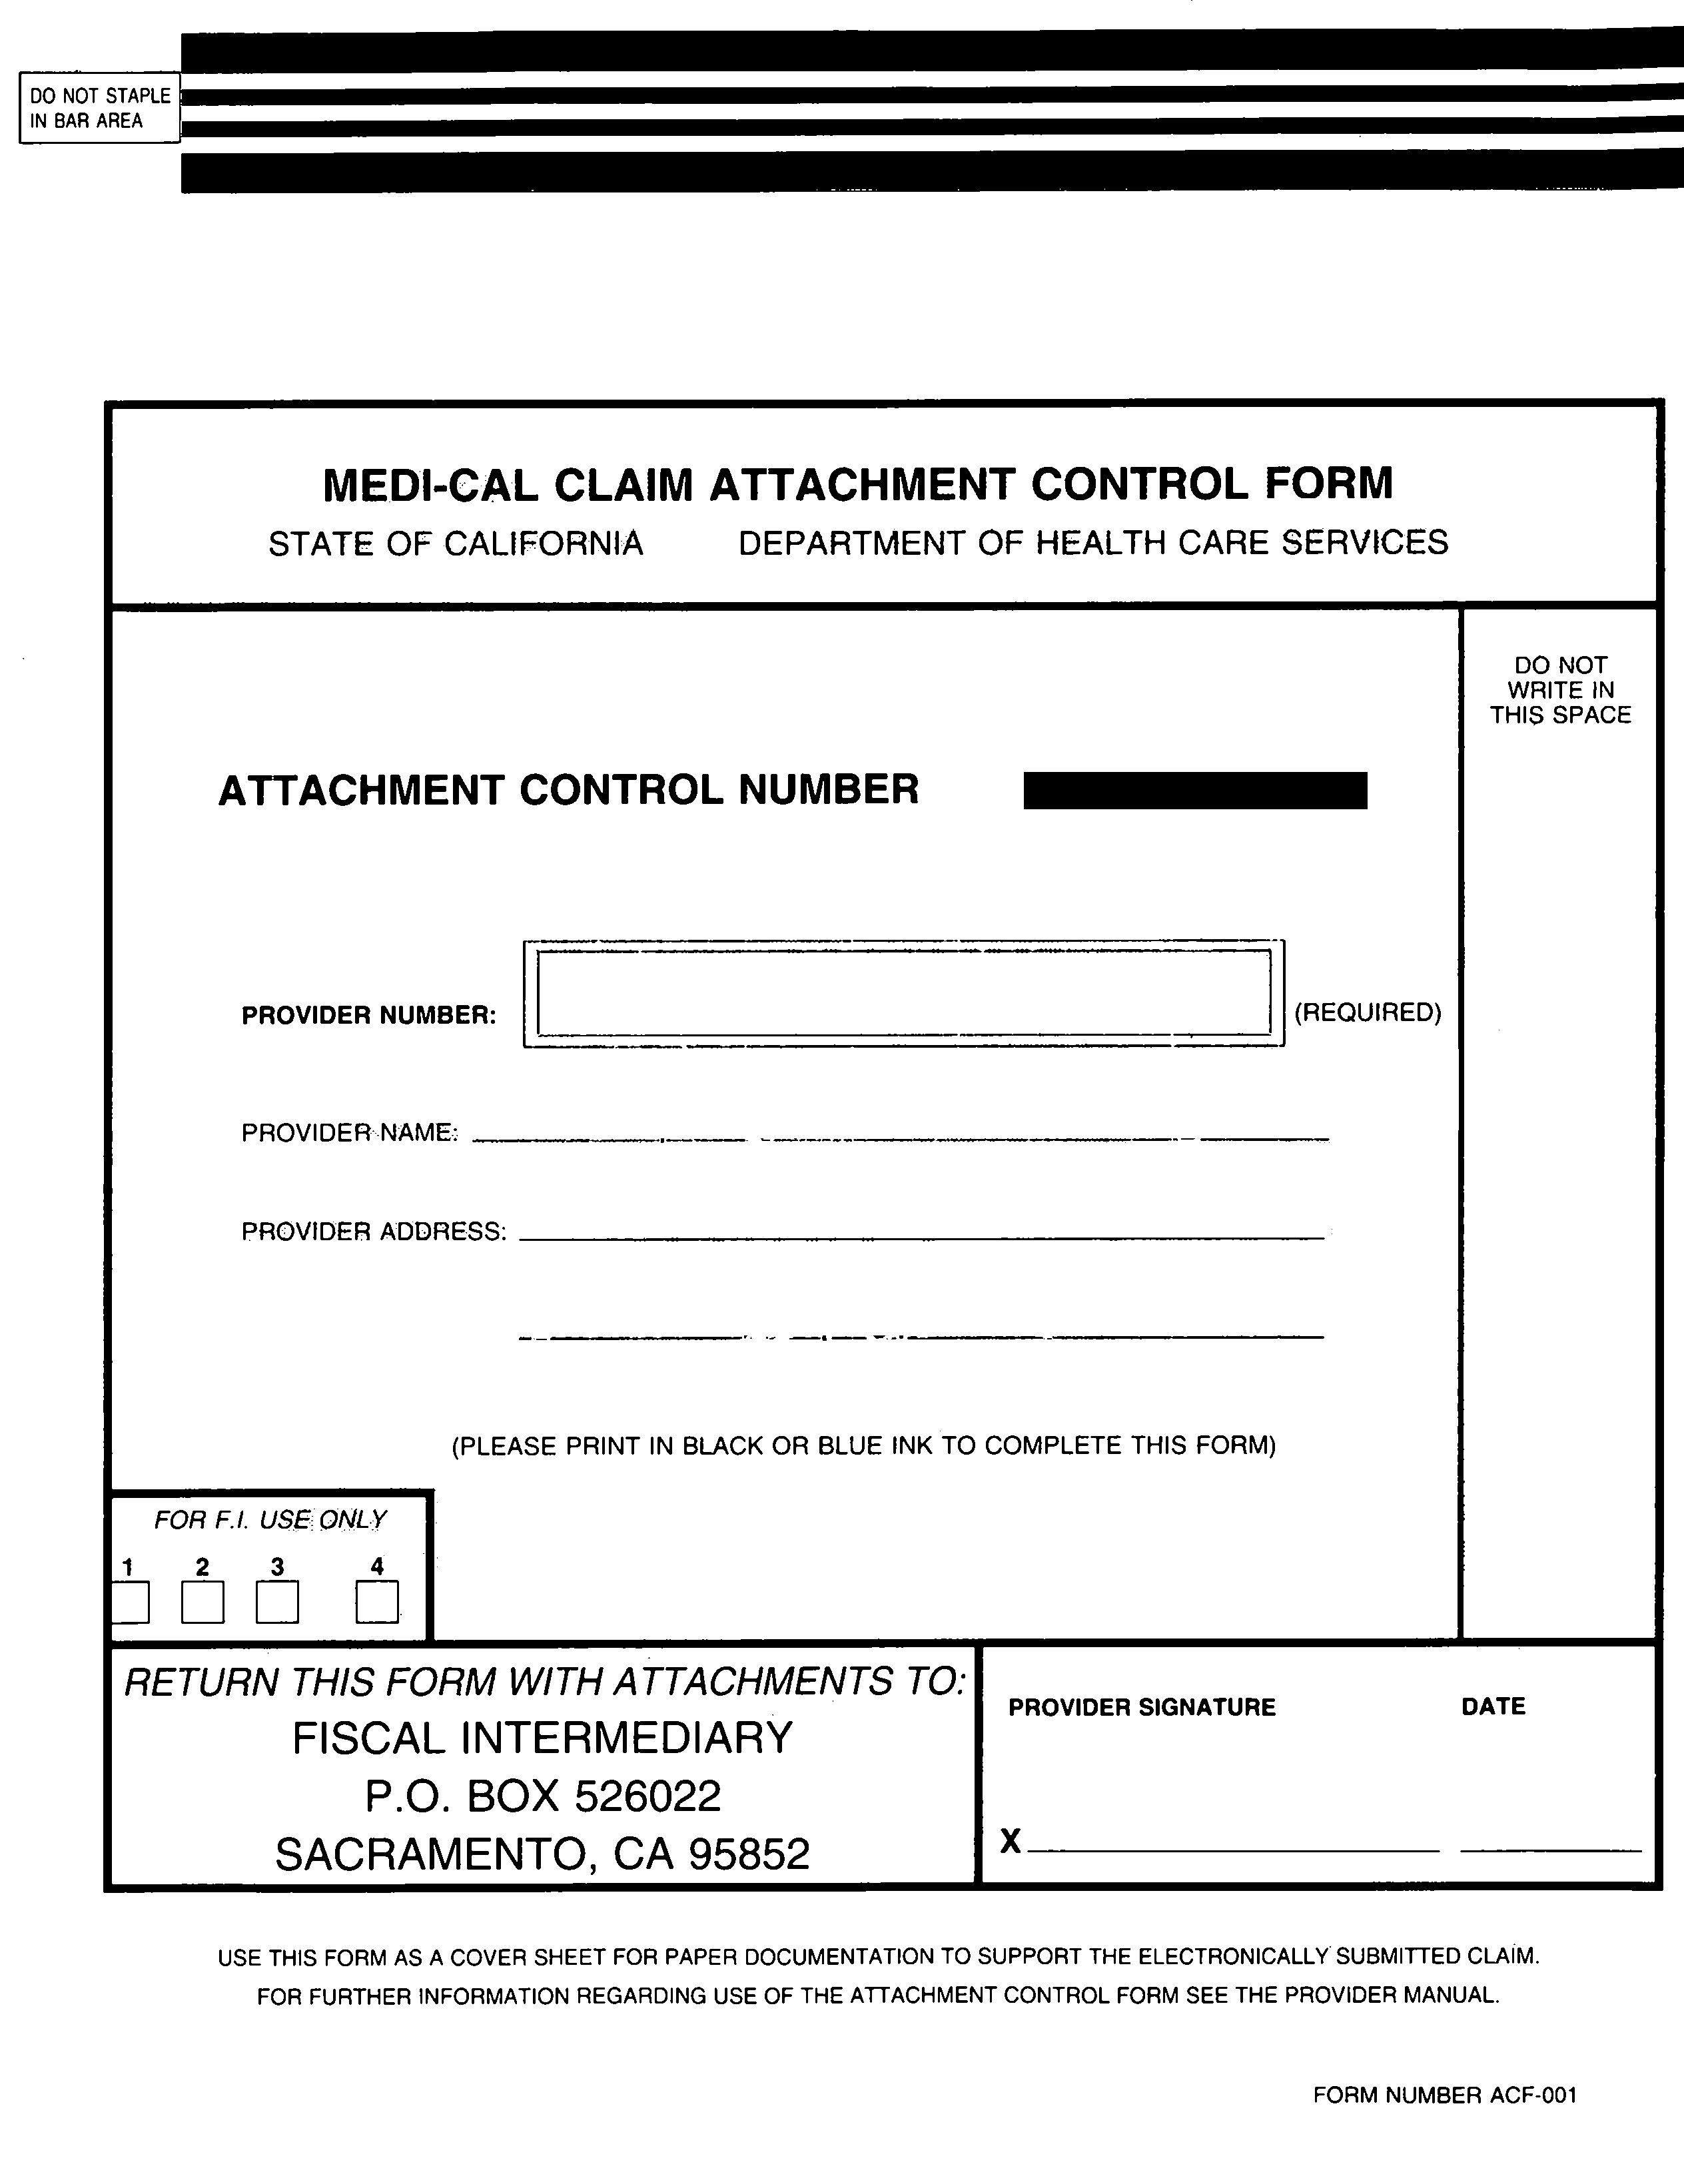 DO NOT STAPLE
IN BAR AREA
MEDI-CAL CLAIM ATTACHMENT CONTROL FORM
STATE OF CALIFORNIA DEPARTMENT OF HEALTH CARE SERVICES
DO NOT
WRITE IN
THIS SPACE
ATTACHMENT CONTROL NUMBER
PROVIDER NUMBER: (REQUIRED)
PROVIDER NAME:
PROVIDER ADDRESS:
(PLEASE PRINT IN BLACK OR BLUE INK TO COMPLETE THIS FORM)
FOR F.I. USE ONLY
1 2 3 4
RETURN THIS FORM WITH ATTACHMENTS TO:
FISCAL INTERMEDIARY
P.O. BOX 526022
SACRAMENTO, CA 95852
PROVIDER SIGNATURE DATE
X
USE THIS FORM AS A COVER SHEET FOR PAPER DOCUMENTATION TO SUPPORT THE ELECTRONICALLY SUBMITTED CLAIM.
FOR FURTHER INFORMATION REGARDING USE OF THE ATTACHMENT CONTROL FORM SEE THE PROVIDER MANUAL.
FORM NUMBER ACF-001